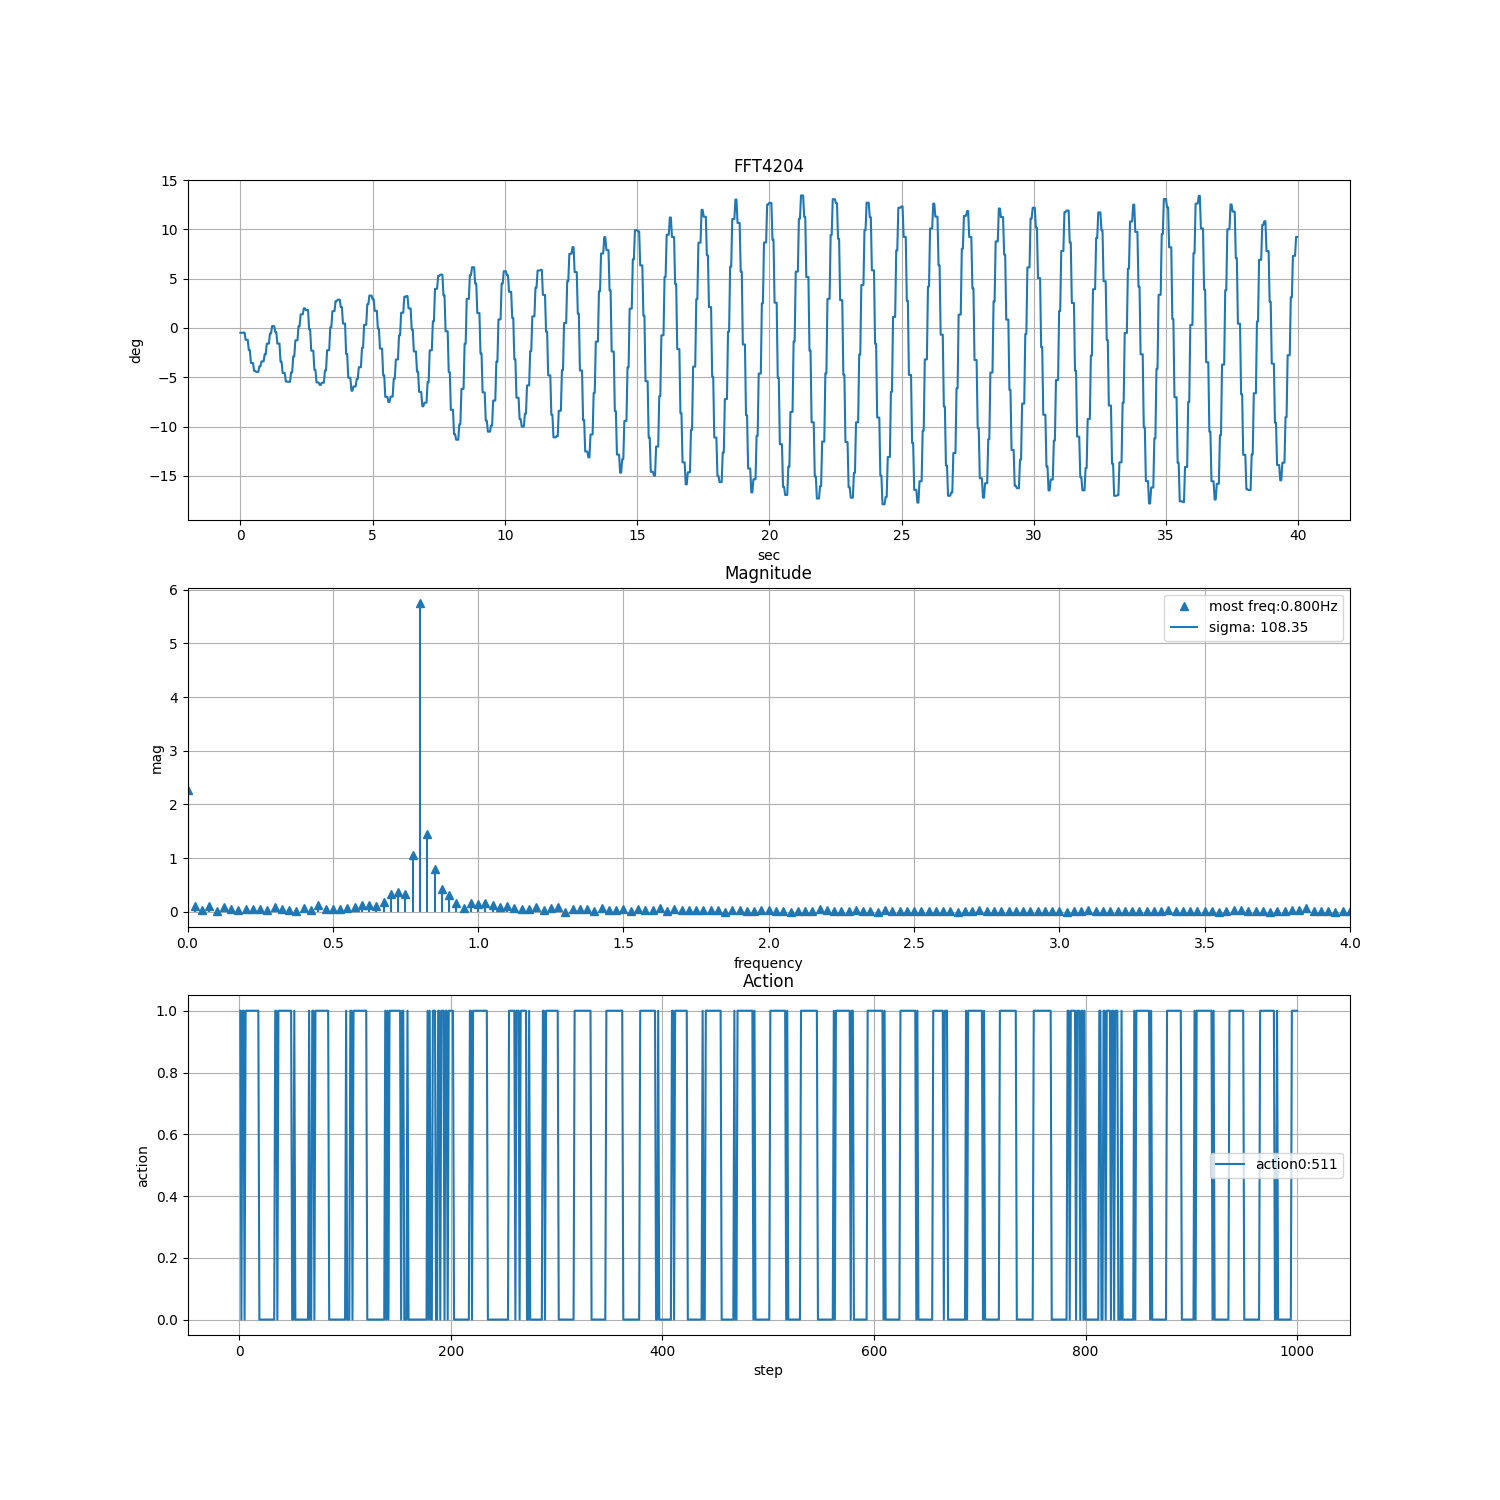 FFT4204
15
10
5
0
−5
−10
−15
deg
0 5 10 15 20 25 30 35 40
sec
Magnitude
6
5
4
3
2
1
0
mag
most freq:0.800Hz
sigma: 108.35
0.0 0.5 1.0 1.5 2.0 2.5 3.0 3.5 4.0
frequency
Action
1.0
0.8
0.6
0.4
0.2
0.0
action
action0:511
0 200 400 600 800 1000
step